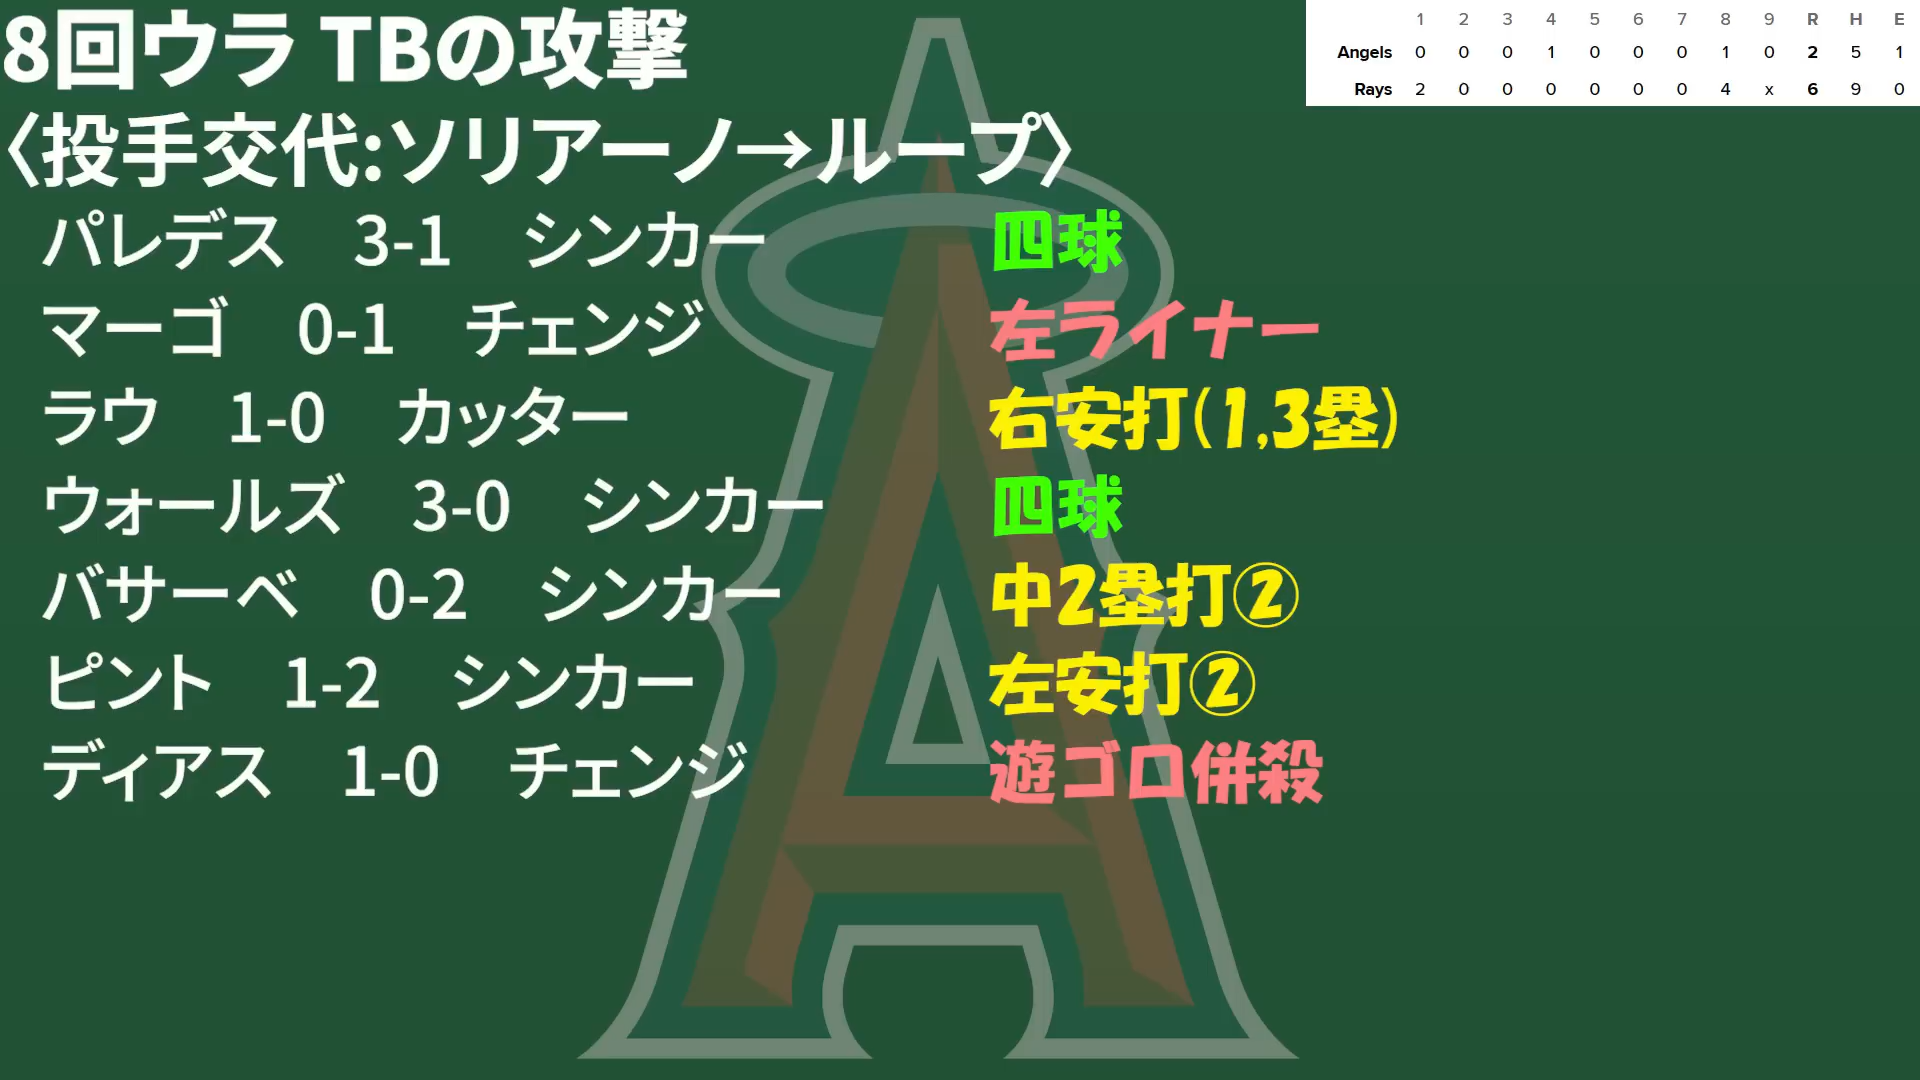 8回ウラ TBの攻撃
〈投手交代:ソリアーノ→ループ〉
パレデス　3-1　シンカー　四球
マーゴ　0-1　チェンジ　左ライナー
ラウ　1-0　カッター　右安打(1,3塁)
ウォールズ　3-0　シンカー　四球
バサーベ　0-2　シンカー　中2塁打②
ピント　1-2　シンカー　左安打②
ディアス　1-0　チェンジ　遊ゴロ併殺
1 2 3 4 5 6 7 8 9 R H E
Angels 0 0 0 1 0 0 0 1 0 2 5 1
Rays 2 0 0 0 0 0 0 4 x 6 9 0